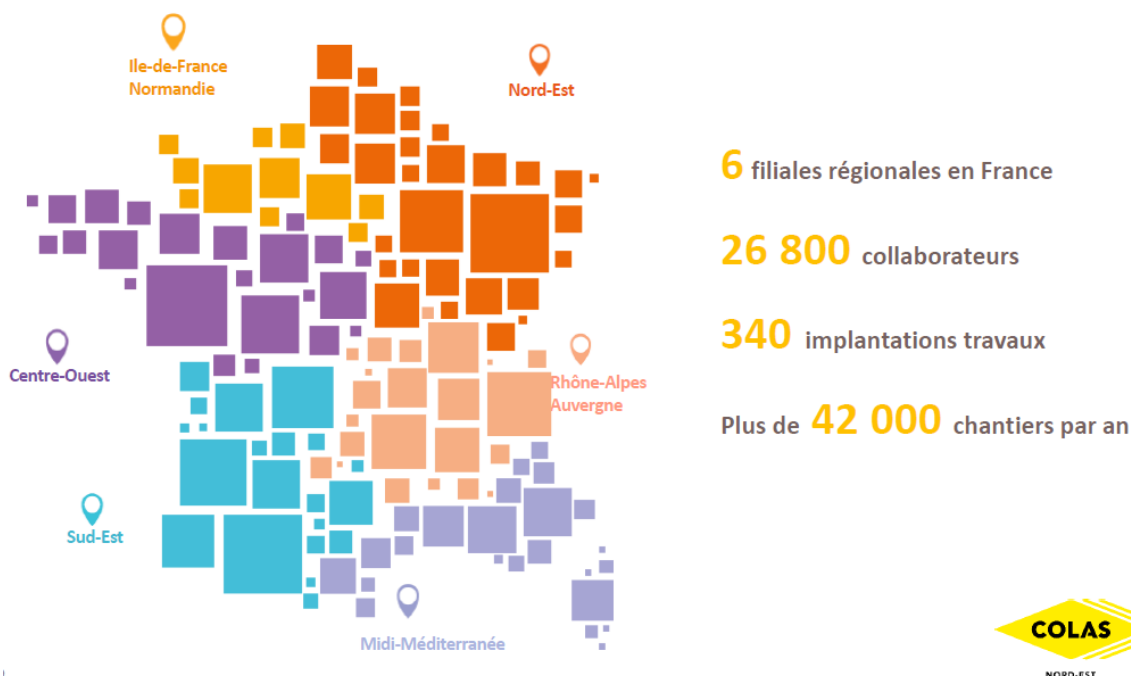 Ile-de-France
Normandie
Nord-Est
Centre-Ouest
Rhône-Alpes
Auvergne
Sud-Est
Midi-Méditerranée
6 filiales régionales en France
26 800 collaborateurs
340 implantations travaux
Plus de 42 000 chantiers par an
COLAS
NORD-EST